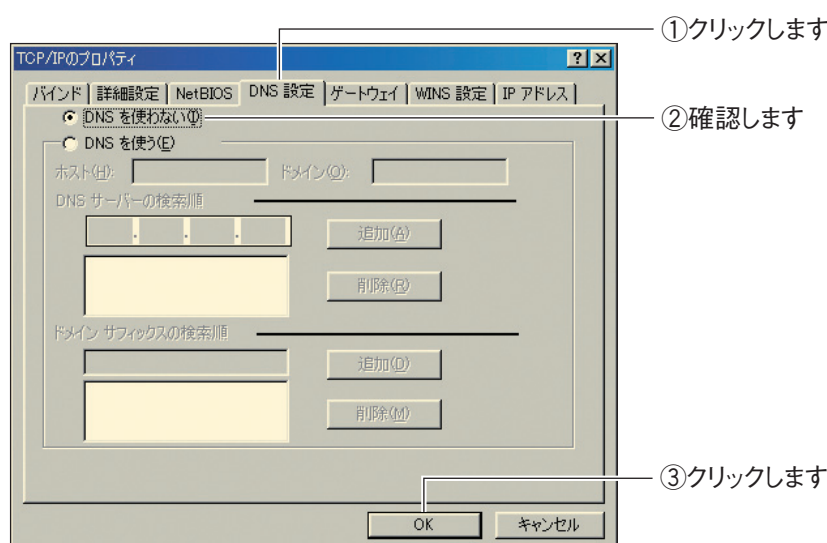 ①クリックします
TCP/IPのプロパティ
バインド 詳細設定 NetBIOS DNS 設定 ゲートウェイ WINS 設定 IP アドレス
DNS を使わない(I)
②確認します
DNS を使う(E)
ホスト(H): ドメイン(O):
DNS サーバーの検索順
追加(A)
削除(R)
ドメイン サフィックスの検索順
追加(D)
削除(M)
③クリックします
OK キャンセル